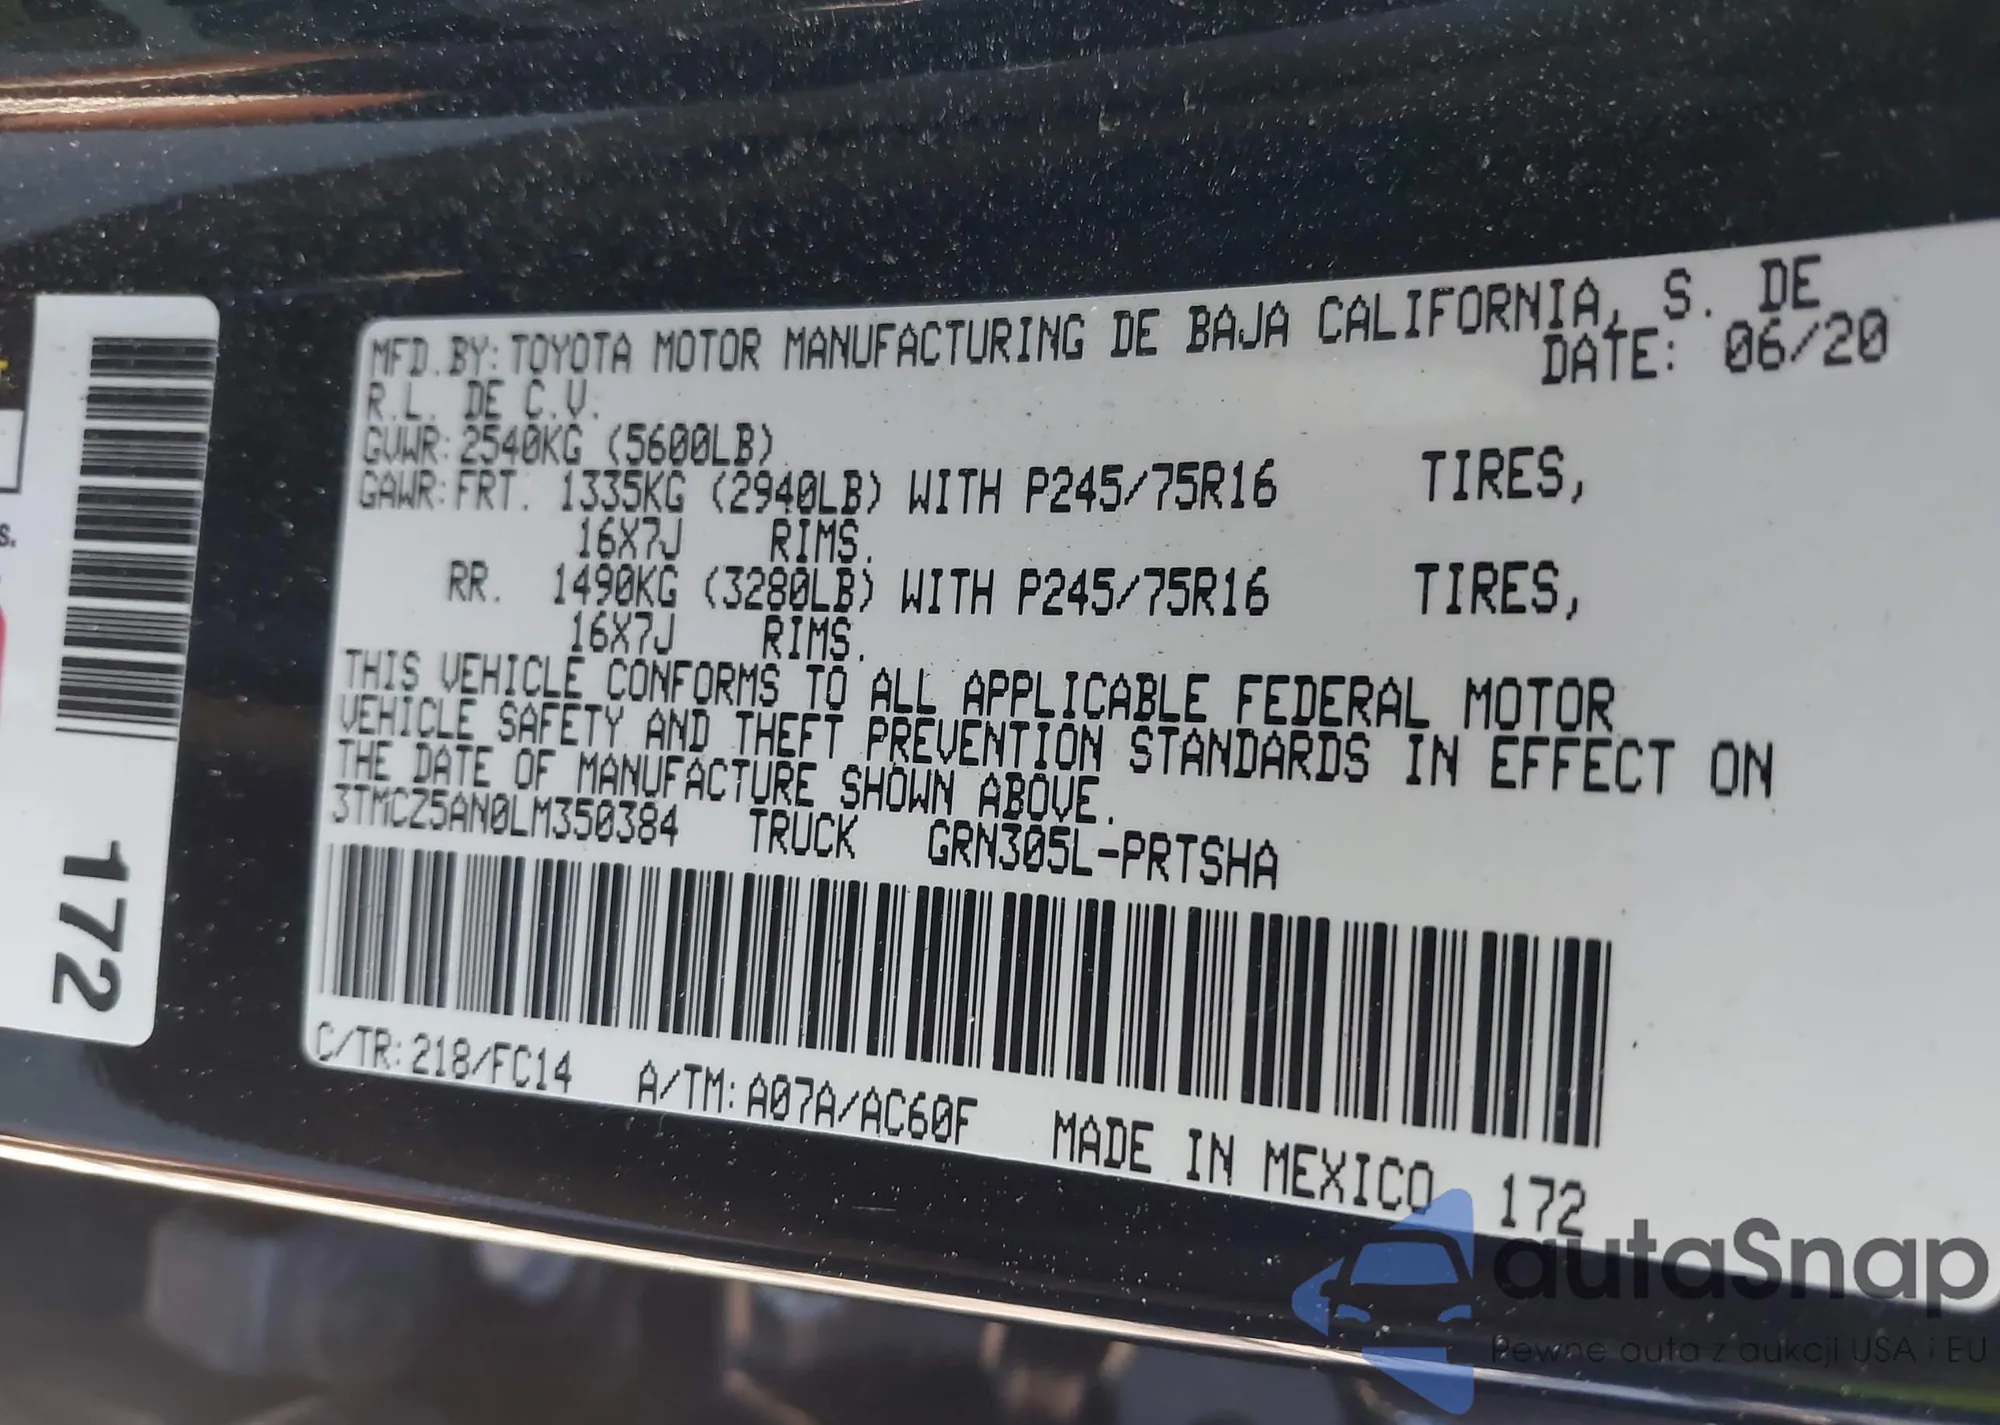 MFD.BY:TOYOTA MOTOR MANUFACTURING DE BAJA CALIFORNIA, S. DE
R.L. DE C.V. DATE: 06/20
GVWR:2540KG (5600LB)
GAWR:FRT. 1335KG (2940LB) WITH P245/75R16 TIRES,
16X7J RIMS.
RR. 1490KG (3280LB) WITH P245/75R16 TIRES,
16X7J RIMS.
THIS VEHICLE CONFORMS TO ALL APPLICABLE FEDERAL MOTOR
VEHICLE SAFETY AND THEFT PREVENTION STANDARDS IN EFFECT ON
THE DATE OF MANUFACTURE SHOWN ABOVE.
3TMCZ5AN0LM350384 TRUCK GRN305L-PRTSHA
C/TR:218/FC14 A/TM:A07A/AC60F MADE IN MEXICO 172
172
s.
autaSnap
Pewne auta z aukcji USA i EU